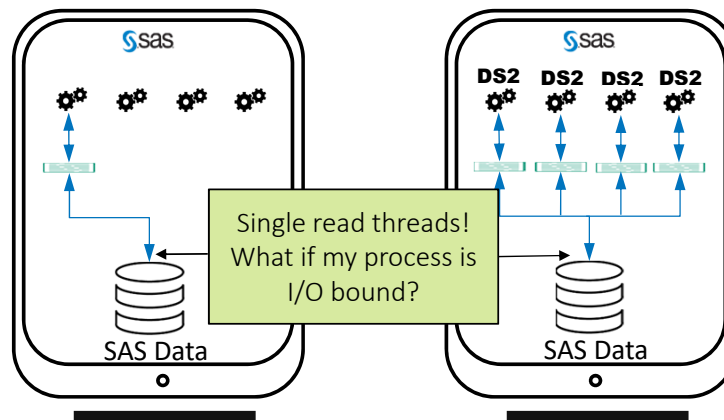 sas
sas
DS2 DS2 DS2 DS2
Single read threads!
What if my process is
I/O bound?
SAS Data
SAS Data